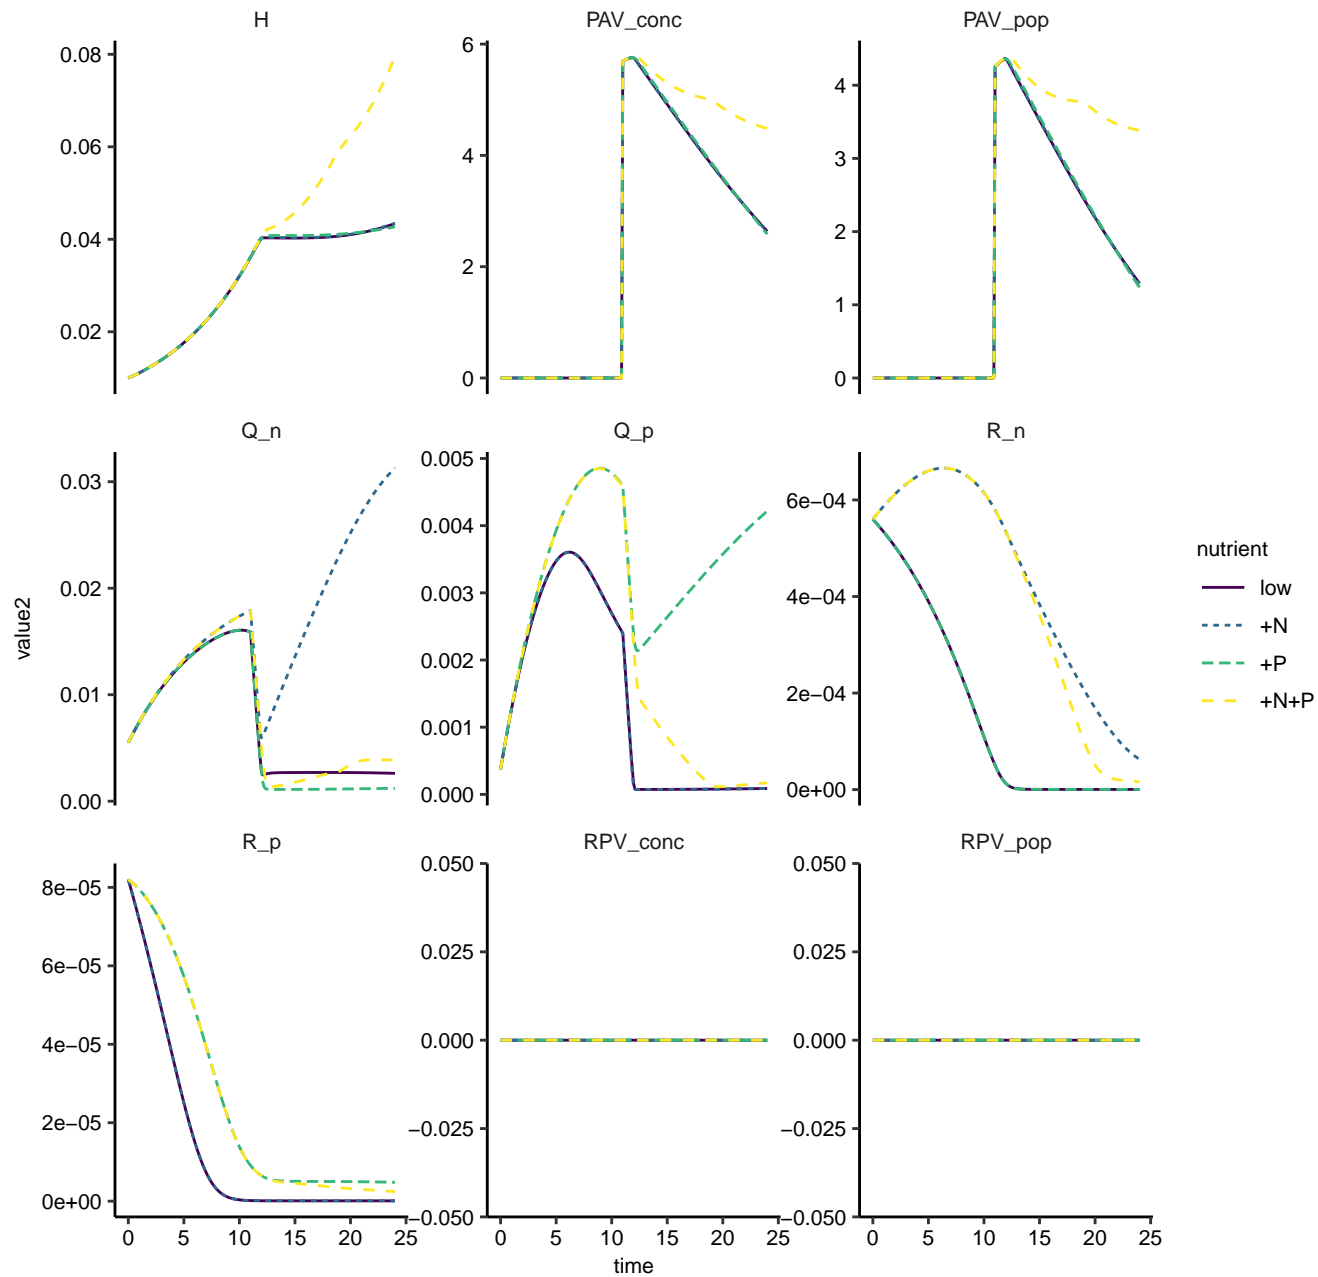 H
PAV_conc
PAV_pop
0.08
0.06
0.04
0.02
6
4
2
0
4
3
2
1
0
Q_n
Q_p
R_n
0.03
0.02
0.01
0.00
0.005
0.004
0.003
0.002
0.001
0.000
6e−04
4e−04
2e−04
0e+00
value2
nutrient
low
+N
+P
+N+P
R_p
RPV_conc
RPV_pop
8e−05
6e−05
4e−05
2e−05
0e+00
0.050
0.025
0.000
−0.025
−0.050
0.050
0.025
0.000
−0.025
−0.050
0 5 10 15 20 25
0 5 10 15 20 25
0 5 10 15 20 25
time